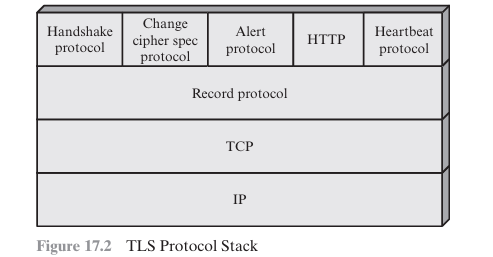 Handshake
protocol
Change
cipher spec
protocol
Alert
protocol
HTTP
Heartbeat
protocol
Record protocol
TCP
IP
Figure 17.2 TLS Protocol Stack